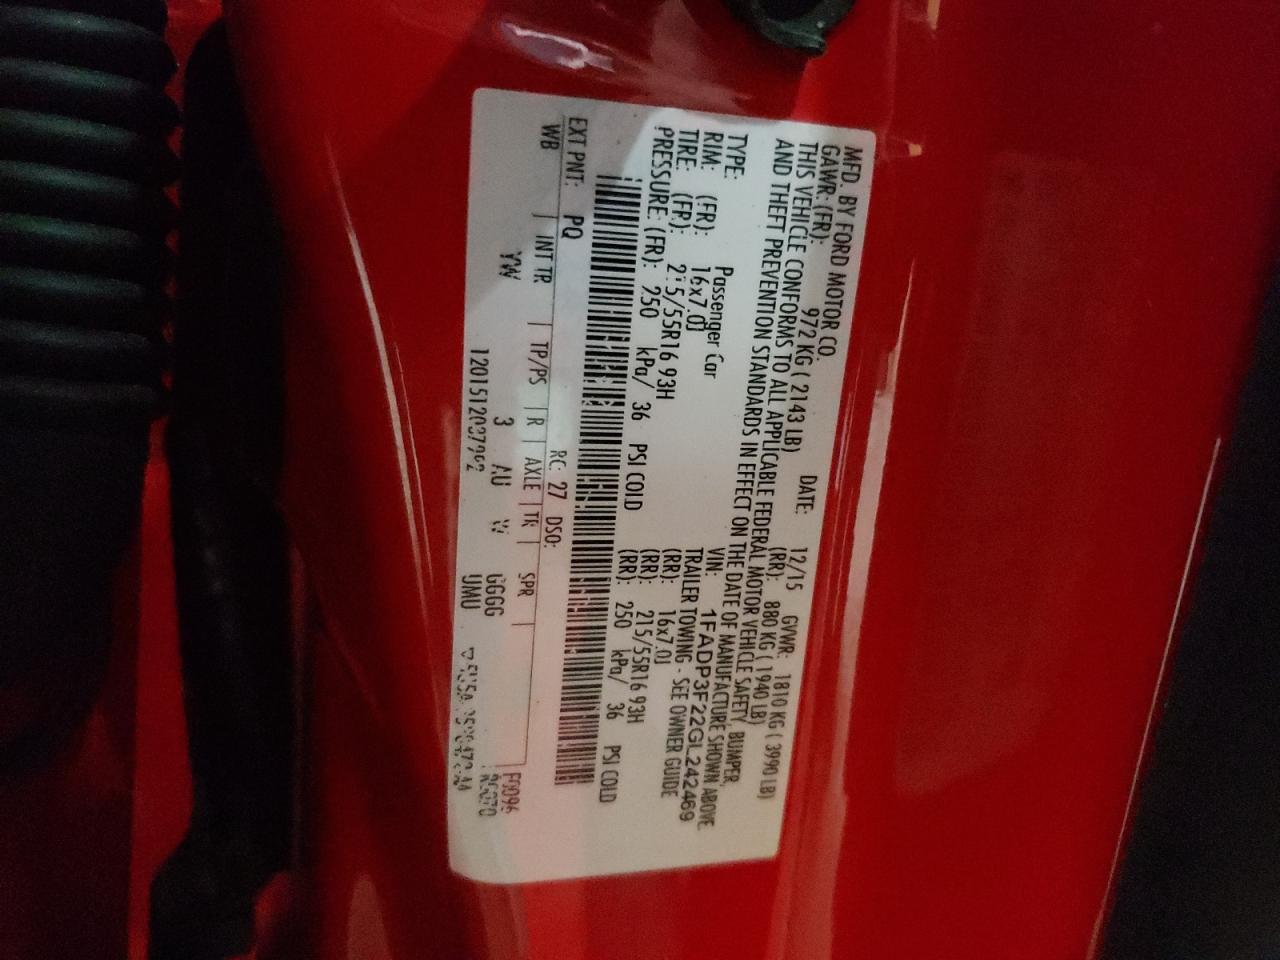 MFD. BY FORD MOTOR CO.
DATE: 12/15 GVWR: 1810 KG ( 3990 LB)
GAWR: (FR): 972 KG ( 2143 LB) (RR): 880 KG ( 1940 LB)
THIS VEHICLE CONFORMS TO ALL APPLICABLE FEDERAL MOTOR VEHICLE SAFETY, BUMPER,
AND THEFT PREVENTION STANDARDS IN EFFECT ON THE DATE OF MANUFACTURE SHOWN ABOVE
VIN: 1FADP3F22GL242469
TYPE: Passenger Car TRAILER TOWING - SEE OWNER GUIDE
RIM: (FR): 16x7.0J (RR): 16x7.0J
TIRE: (FR): 215/55R16 93H (RR): 215/55R16 93H
PRESSURE: (FR): 250 kPa/ 36 PSI COLD (RR): 250 kPa/ 36 PSI COLD
EXT PNT: PQ RC: 27 DSO:
WB INT TR TP/PS R AXLE TR SPR
YW 3 GGGG
UMU